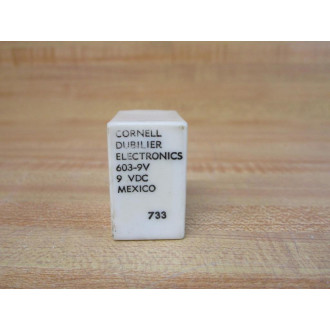 CORNELL
DUBILIER
ELECTRONICS
603-9V
9 VDC
MEXICO
733